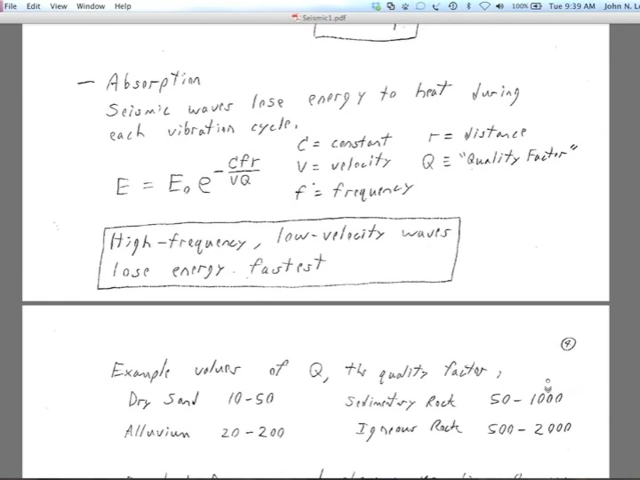 File Edit View Window Help 100% Tue 9:39 AM John N. Lo
Seismic1.pdf
— Absorption
Seismic waves lose energy to heat during
each vibration cycle.
C = constant r = distance
V = velocity Q ≡ "Quality Factor"
E = E₀ e^(-Cfr/VQ)
f = frequency
High-frequency, low-velocity waves
lose energy fastest
4
Example values of Q, the quality factor:
Dry Sand 10-50 Sedimentary Rock 50-1000
Alluvium 20-200 Igneous Rock 500-2000